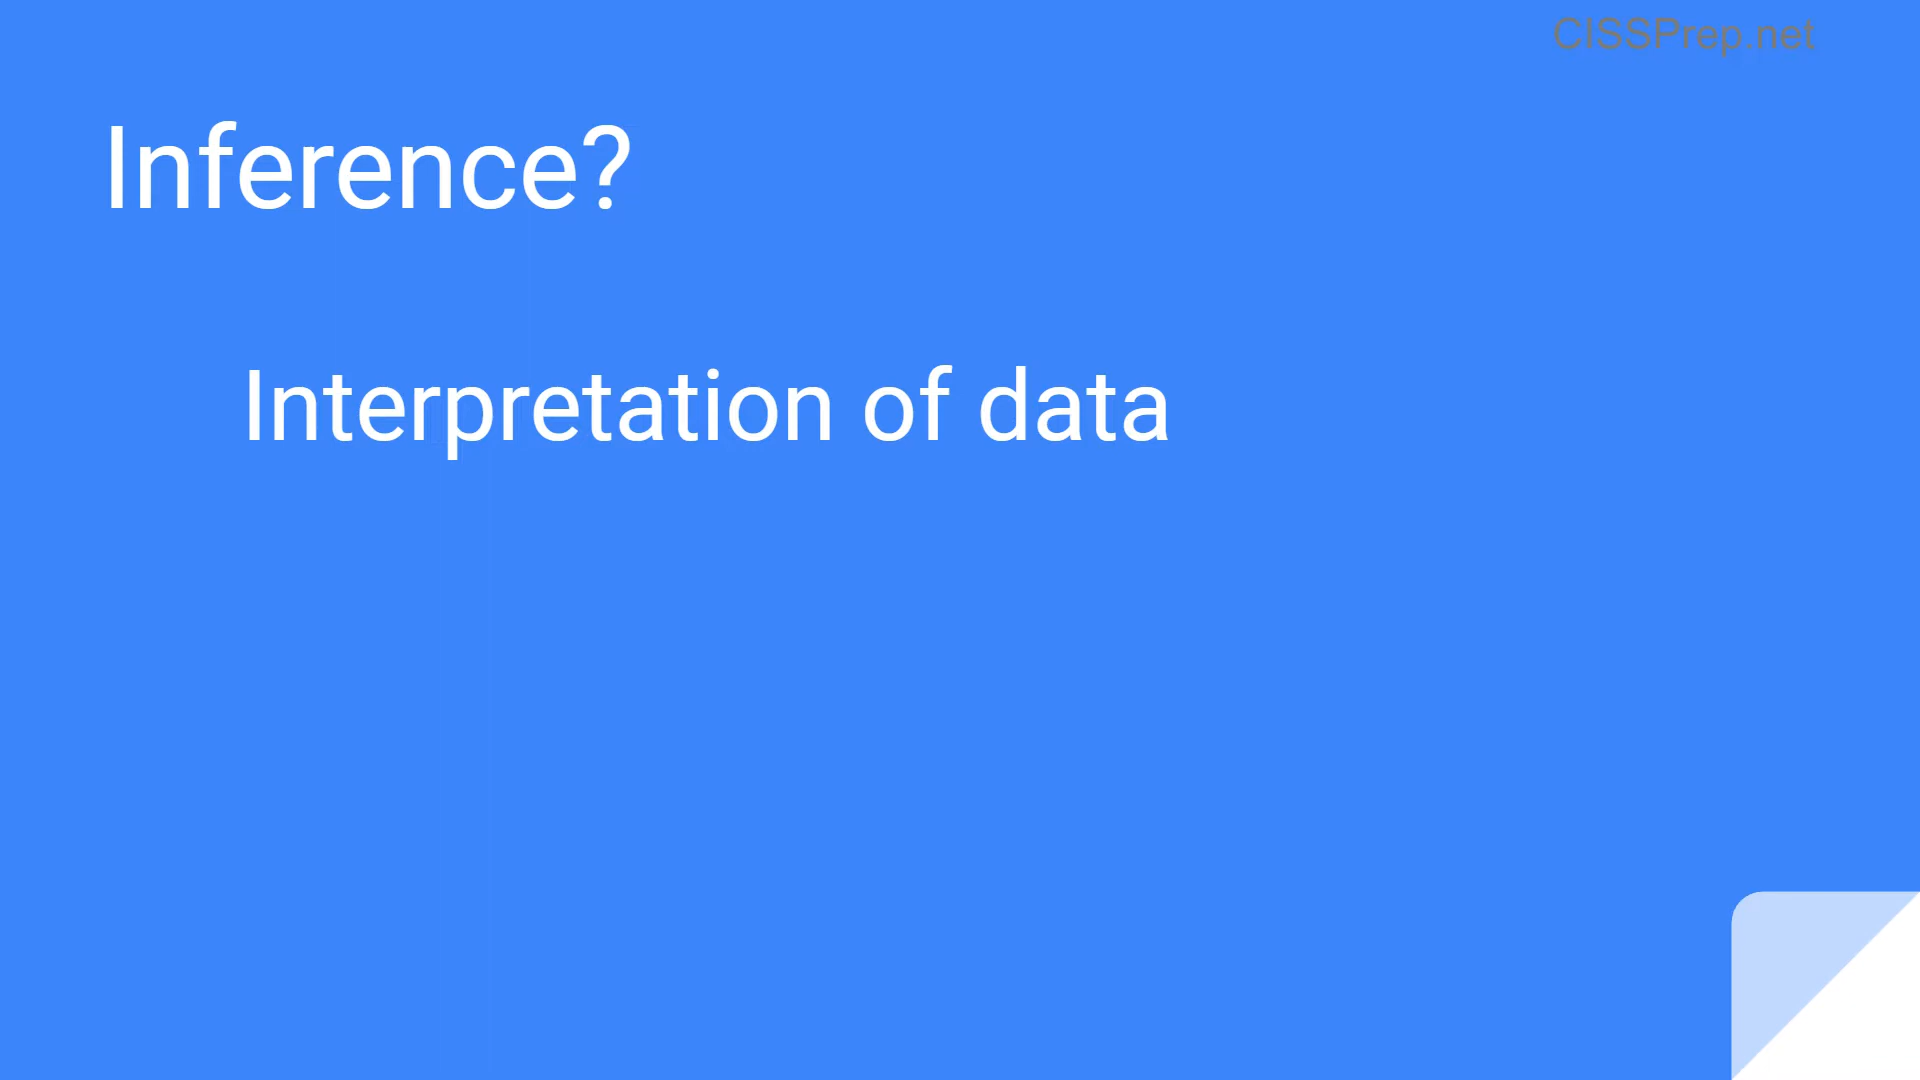 CISSPrep.net
Inference?
Interpretation of data